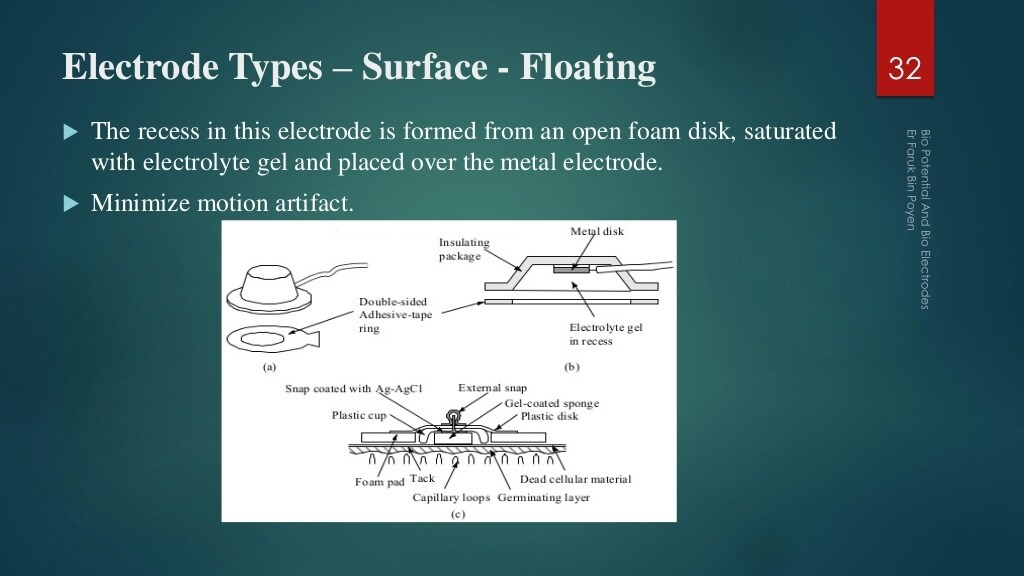 Electrode Types – Surface - Floating
32
The recess in this electrode is formed from an open foam disk, saturated
with electrolyte gel and placed over the metal electrode.
Minimize motion artifact.
Bio Potential And Bio Electrodes
Er Faruk Bin Poyen
Metal disk
Insulating
package
Double-sided
Adhesive-tape
ring
Electrolyte gel
in recess
(a)
(b)
Snap coated with Ag-AgCl
External snap
Gel-coated sponge
Plastic cup
Plastic disk
Foam pad
Tack
Dead cellular material
Capillary loops
Germinating layer
(c)